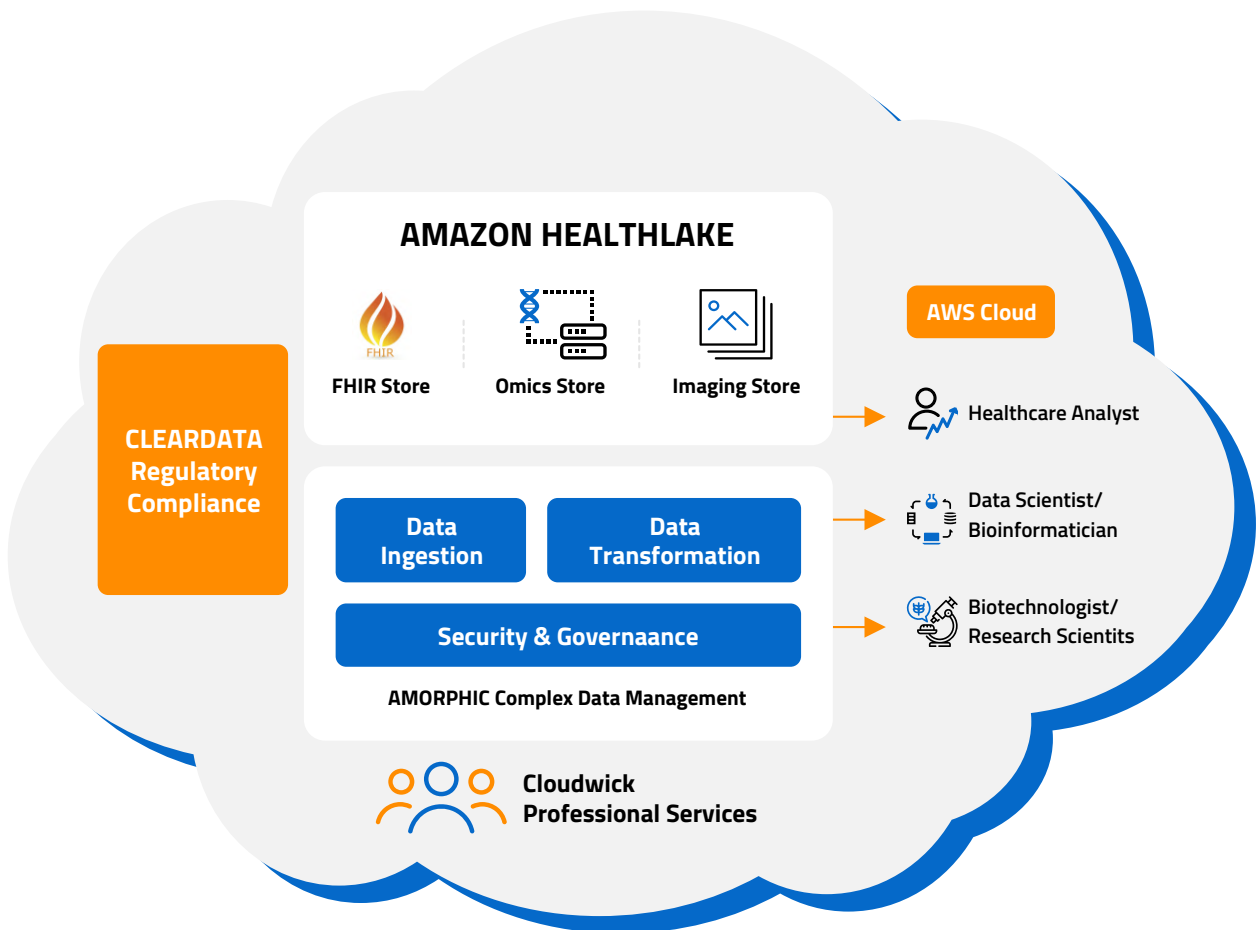 AMAZON HEALTHLAKE
FHIR
FHIR Store
Omics Store
Imaging Store
AWS Cloud
CLEARDATA
Regulatory
Compliance
Healthcare Analyst
Data
Ingestion
Data
Transformation
Data Scientist/
Bioinformatician
Security & Governaance
Biotechnologist/
Research Scientits
AMORPHIC Complex Data Management
Cloudwick
Professional Services